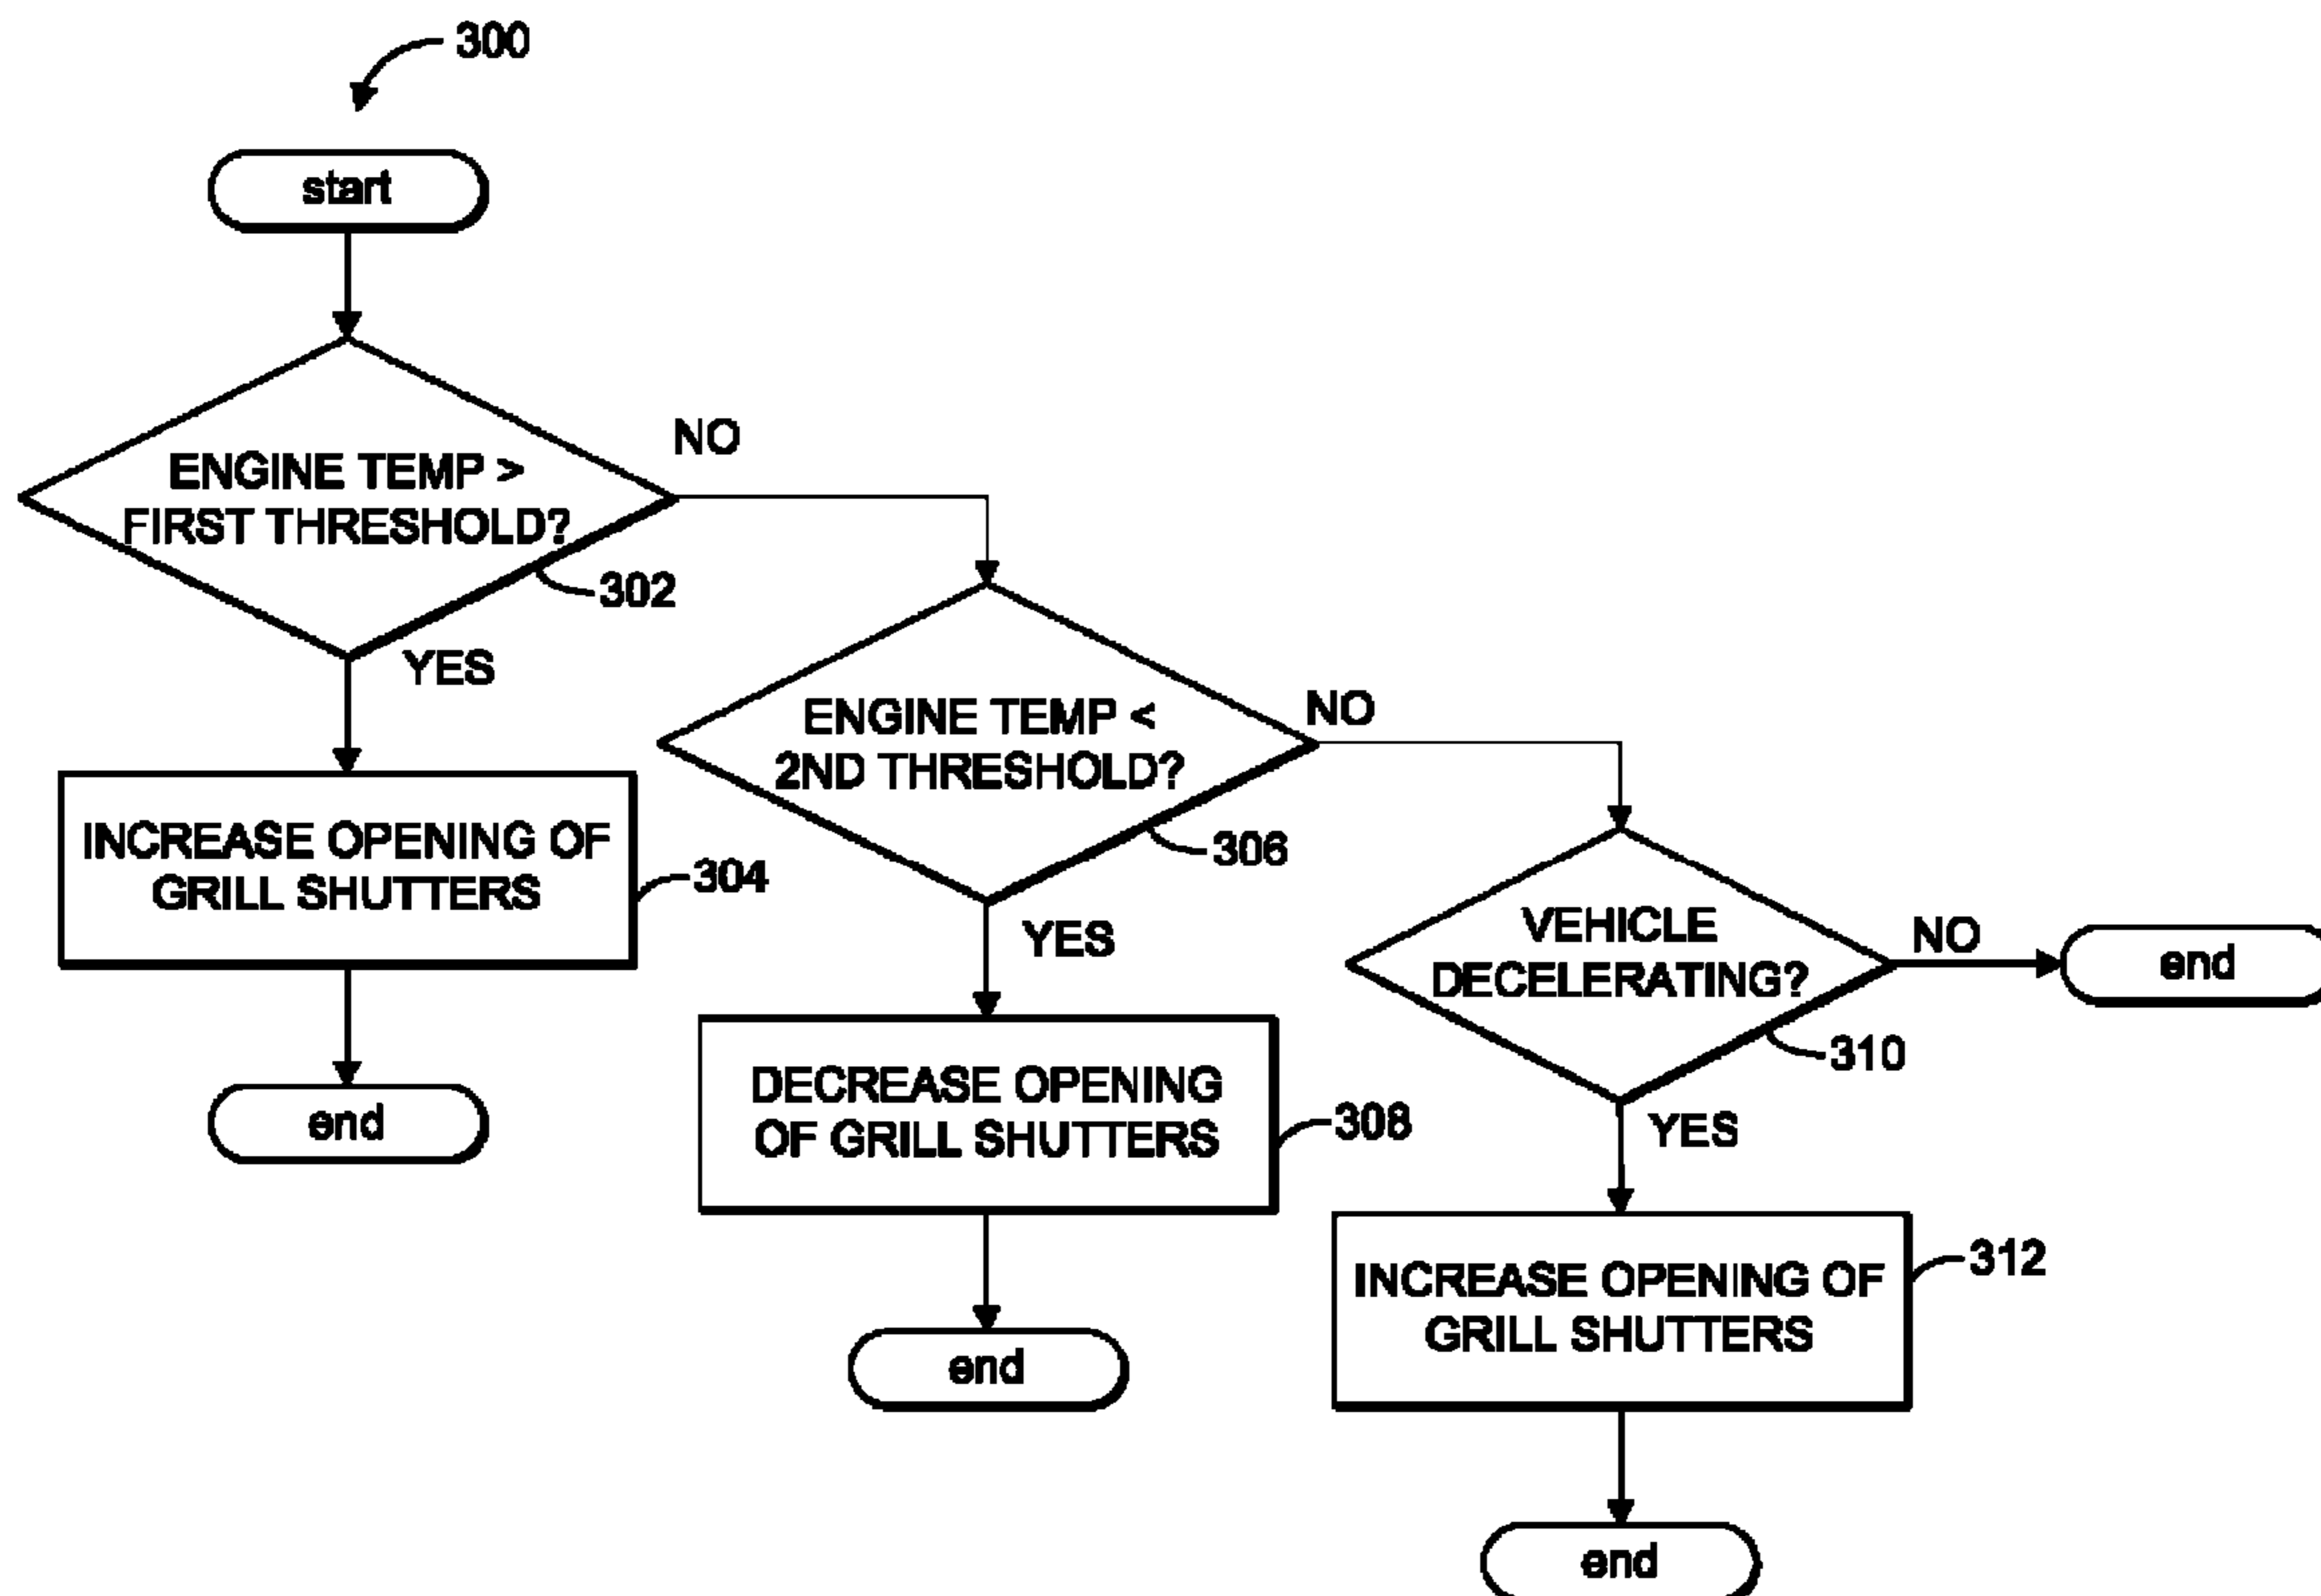 300
start
ENGINE TEMP >
FIRST THRESHOLD?
NO
302
YES
INCREASE OPENING OF
GRILL SHUTTERS
304
end
ENGINE TEMP <
2ND THRESHOLD?
NO
306
YES
DECREASE OPENING
OF GRILL SHUTTERS
308
end
VEHICLE
DECELERATING?
NO
end
310
YES
INCREASE OPENING OF
GRILL SHUTTERS
312
end